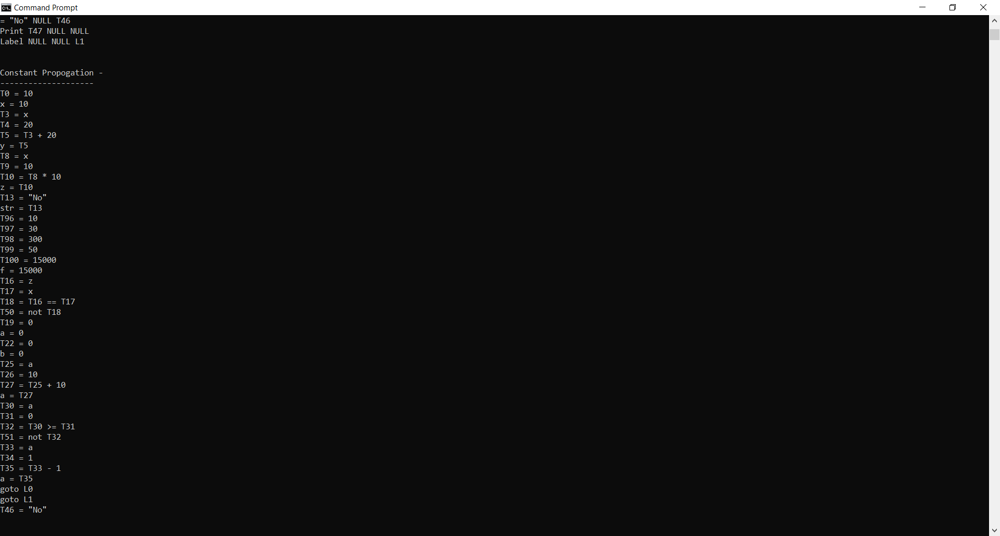 Command Prompt
= "No" NULL T46
Print T47 NULL NULL
Label NULL NULL L1
Constant Propogation -
--------------------
T0 = 10
x = 10
T3 = x
T4 = 20
T5 = T3 + 20
y = T5
T8 = x
T9 = 10
T10 = T8 * 10
z = T10
T13 = "No"
str = T13
T96 = 10
T97 = 30
T98 = 300
T99 = 50
T100 = 15000
f = 15000
T16 = z
T17 = x
T18 = T16 == T17
T50 = not T18
T19 = 0
a = 0
T22 = 0
b = 0
T25 = a
T26 = 10
T27 = T25 + 10
a = T27
T30 = a
T31 = 0
T32 = T30 >= T31
T51 = not T32
T33 = a
T34 = 1
T35 = T33 - 1
a = T35
goto L0
goto L1
T46 = "No"